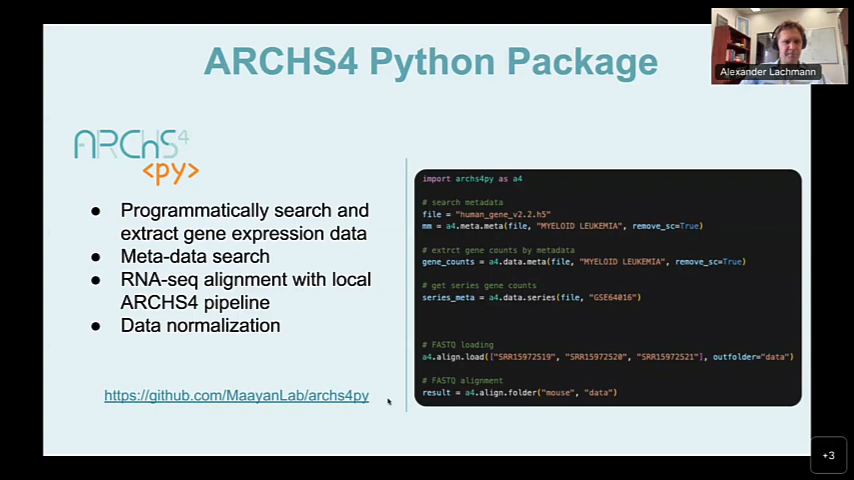 ARCHS4 Python Package
Alexander Lachmann
ARCHS4
<py>
● Programmatically search and
extract gene expression data
● Meta-data search
● RNA-seq alignment with local
ARCHS4 pipeline
● Data normalization
https://github.com/MaayanLab/archs4py
import archs4py as a4
# search metadata
file = "human_gene_v2.2.h5"
mm = a4.meta.meta(file, "MYELOID LEUKEMIA", remove_sc=True)
# extrct gene counts by metadata
gene_counts = a4.data.meta(file, "MYELOID LEUKEMIA", remove_sc=True)
# get series gene counts
series_meta = a4.data.series(file, "GSE64016")
# FASTQ loading
a4.align.load(["SRR15972519", "SRR15972520", "SRR15972521"], outfolder="data")
# FASTQ alignment
result = a4.align.folder("mouse", "data")
+3